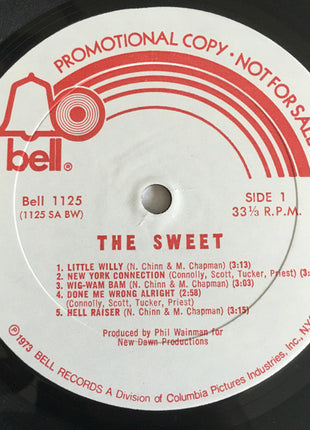 PROMOTIONAL COPY • NOT FOR SALE
bell®
Bell 1125
(1125 SA BW)
SIDE 1
33⅓ R.P.M.
THE SWEET
1. LITTLE WILLY (N. Chinn & M. Chapman) (3:13)
2. NEW YORK CONNECTION (Connolly, Scott, Tucker, Priest)
3. WIG-WAM BAM (N. Chinn & M. Chapman) (3:03)
4. DONE ME WRONG ALRIGHT (2:58)
(Connolly, Scott, Tucker, Priest)
5. HELL RAISER (N. Chinn & M. Chapman) (3:15)
Produced by Phil Wainman for
New Dawn Productions
Ⓟ1973 BELL RECORDS A Division of Columbia Pictures Industries, Inc.,